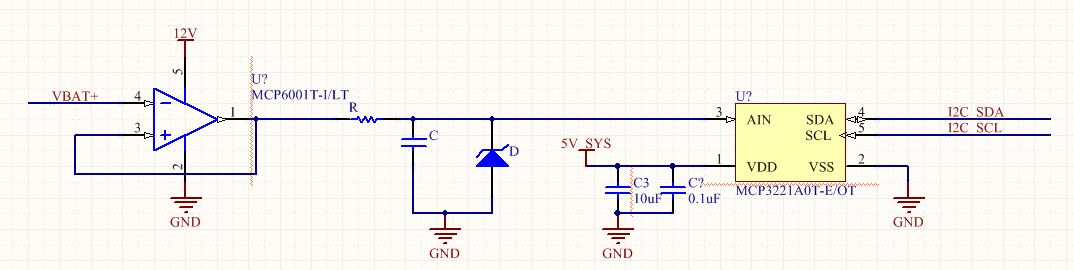 12V
5
U?
MCP6001T-I/LT
VBAT+
4
−
1
3
+
2
GND
R
C
D
GND
5V_SYS
C3
10uF
C?
0.1uF
GND
U?
3
AIN
SDA
4
I2C_SDA
SCL
5
I2C_SCL
1
VDD
VSS
2
MCP3221A0T-E/OT
GND